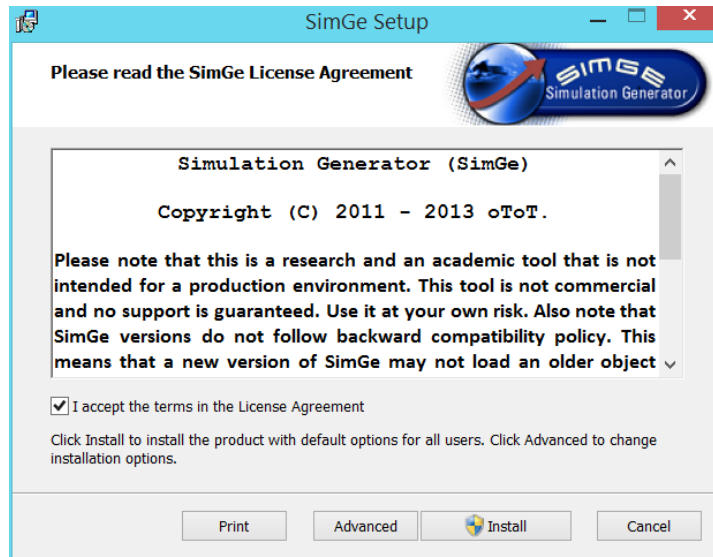 SimGe Setup
Please read the SimGe License Agreement
SIMGE
Simulation Generator
Simulation Generator (SimGe)
Copyright (C) 2011 - 2013 oToT.
Please note that this is a research and an academic tool that is not
intended for a production environment. This tool is not commercial
and no support is guaranteed. Use it at your own risk. Also note that
SimGe versions do not follow backward compatibility policy. This
means that a new version of SimGe may not load an older object
I accept the terms in the License Agreement
Click Install to install the product with default options for all users. Click Advanced to change
installation options.
Print
Advanced
Install
Cancel